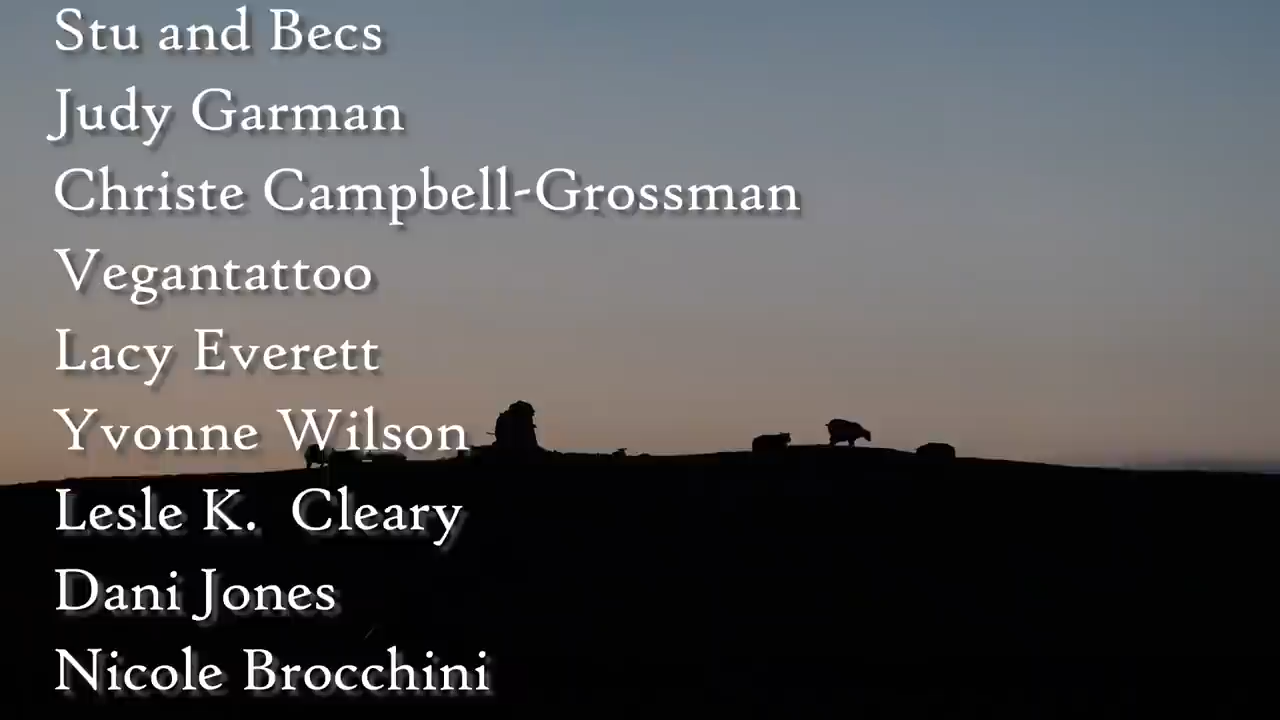 Stu and Becs
Judy Garman
Christe Campbell-Grossman
Vegantattoo
Lacy Everett
Yvonne Wilson
Lesle K.  Cleary
Dani Jones
Nicole Brocchini